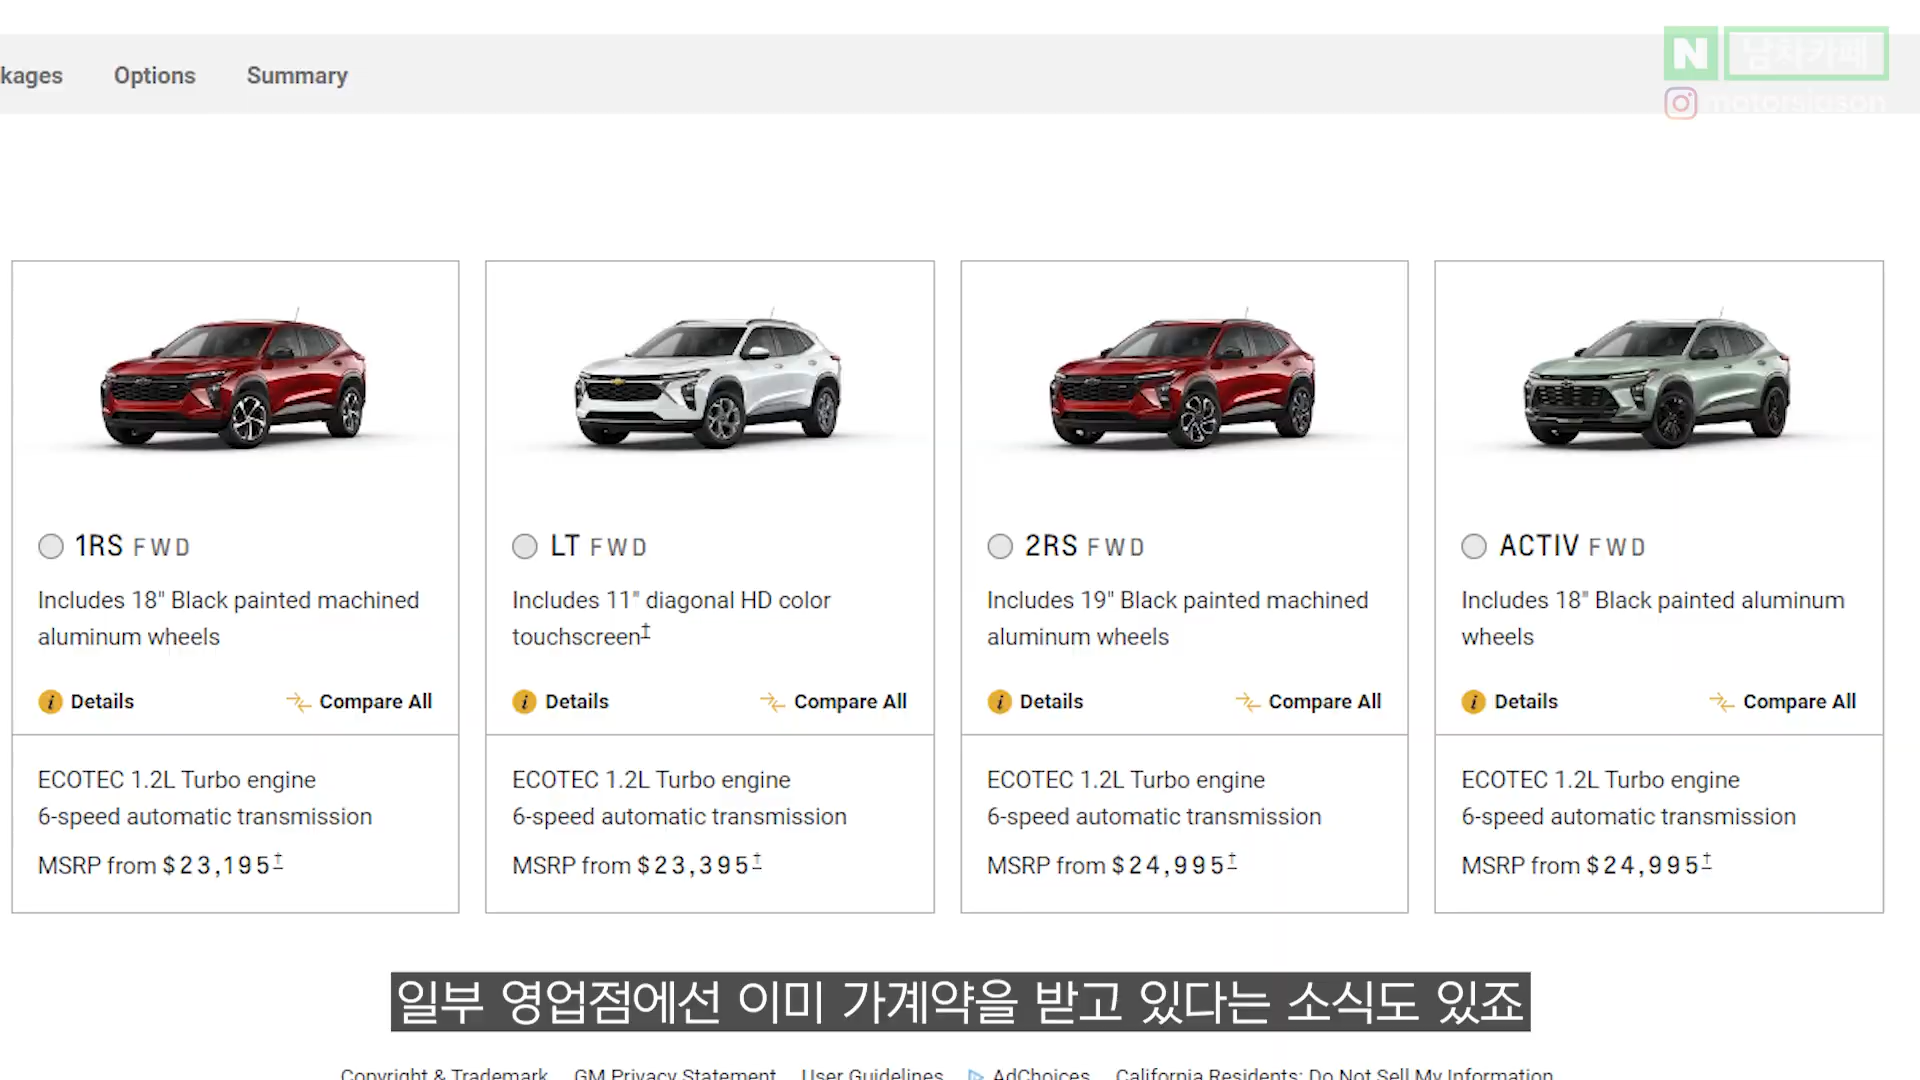 kages Options Summary
N 남차카페
motorsjason
1RS FWD
Includes 18" Black painted machined
aluminum wheels
Details Compare All
ECOTEC 1.2L Turbo engine
6-speed automatic transmission
MSRP from $23,195†
LT FWD
Includes 11" diagonal HD color
touchscreen‡
Details Compare All
ECOTEC 1.2L Turbo engine
6-speed automatic transmission
MSRP from $23,395†
2RS FWD
Includes 19" Black painted machined
aluminum wheels
Details Compare All
ECOTEC 1.2L Turbo engine
6-speed automatic transmission
MSRP from $24,995†
ACTIV FWD
Includes 18" Black painted aluminum
wheels
Details Compare All
ECOTEC 1.2L Turbo engine
6-speed automatic transmission
MSRP from $24,995†
일부 영업점에선 이미 가계약을 받고 있다는 소식도 있죠
Copyright & Trademark GM Privacy Statement User Guidelines AdChoices California Residents: Do Not Sell My Information